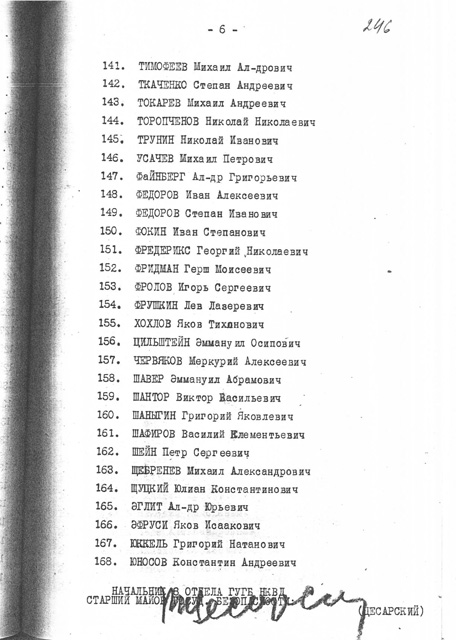 - 6 -
246
141. ТИМОФЕЕВ Михаил Ал-дрович
142. ТКАЧЕНКО Степан Андреевич
143. ТОКАРЕВ Михаил Андреевич
144. ТОРОПЧЕНОВ Николай Николаевич
145. ТРУНИН Николай Иванович
146. УСАЧЕВ Михаил Петрович
147. ФаЙНБЕРГ Ал-др Григорьевич
148. ФЕДОРОВ Иван Алексеевич
149. ФЕДОРОВ Степан Иванович
150. ФОКИН Иван Степанович
151. ФРЕДЕРИКС Георгий Николаевич
152. ФРИДМАН Герш Моисеевич
153. ФРОЛОВ Игорь Сергеевич
154. ФРУШКИН Лев Лазеревич
155. ХОХЛОВ Яков Тихонович
156. ЦИЛЬШТЕЙН Эммануил Осипович
157. ЧЕРВЯКОВ Меркурий Алексеевич
158. ШАВЕР Эммануил Абрамович
159. ШАНТОР Виктор Васильевич
160. ШАНЫГИН Григорий Яковлевич
161. ШАФИРОВ Василий Клементьевич
162. ШЕЙН Петр Сергеевич
163. ЩЕБРЕНЕВ Михаил Александрович
164. ЩУЦКИЙ Юлиан Константинович
165. ЭГЛИТ Ал-др Юрьевич
166. ЭФРУСИ Яков Исаакович
167. ЮККЕЛЬ Григорий Натанович
168. ЮНОСОВ Константин Андреевич
НАЧАЛЬНИК 8 ОТДЕЛА ГУГБ НКВД
СТАРШИЙ МАЙОР ГОСУД. БЕЗОПАСНОСТИ:
(ЦЕСАРСКИЙ)